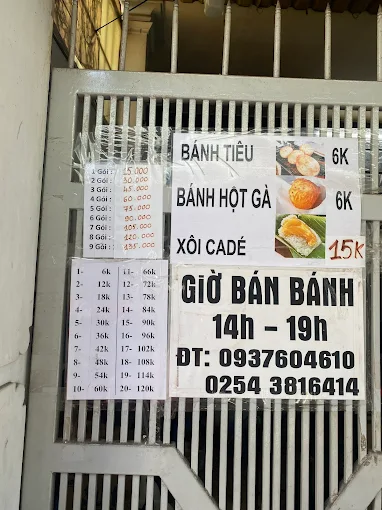 1 Gói : 15.000
2 Gói : 30.000
3 Gói : 45.000
4 Gói : 60.000
5 Gói : 75.000
6 Gói : 90.000
7 Gói : 105.000
8 Gói : 120.000
9 Gói : 135.000
BÁNH TIÊU 6K
BÁNH HỘT GÀ 6K
XÔI CADÉ 15K
1- 6k 11- 66k
2- 12k 12- 72k
3- 18k 13- 78k
4- 24k 14- 84k
5- 30k 15- 90k
6- 36k 16- 96k
7- 42k 17- 102k
8- 48k 18- 108k
9- 54k 19- 114k
10- 60k 20- 120k
GIỜ BÁN BÁNH
14h - 19h
ĐT: 0937604610
0254 3816414